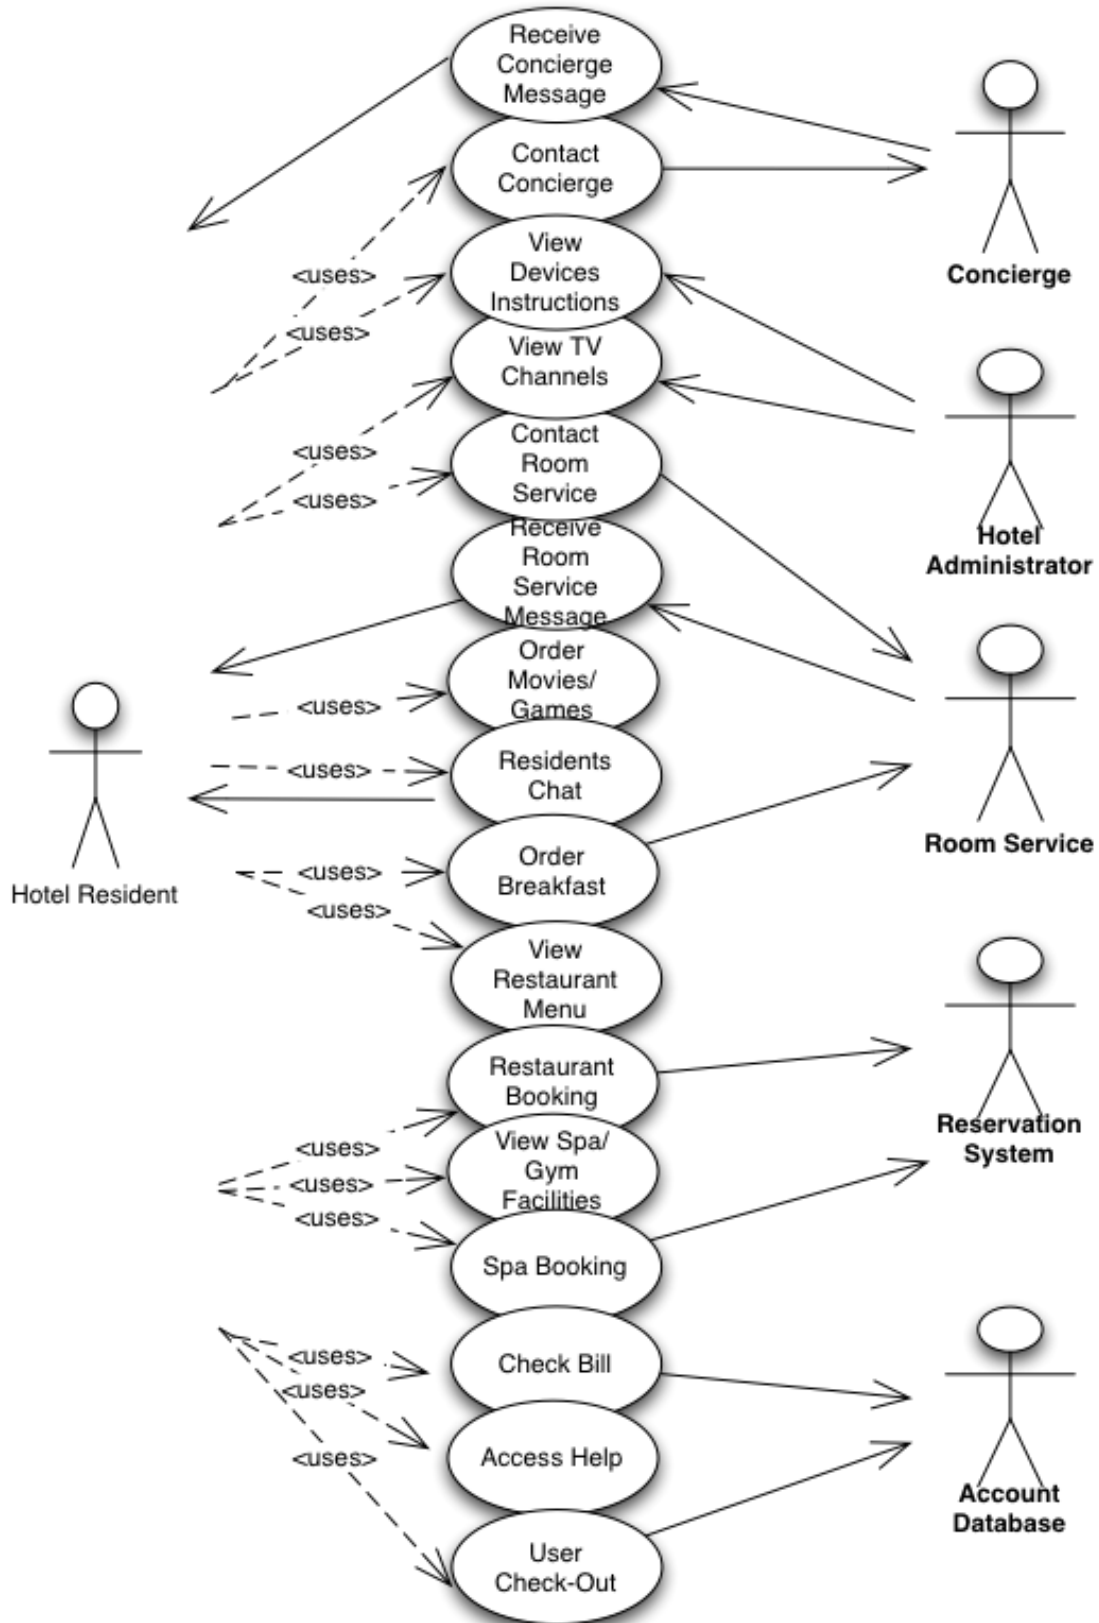 Receive
Concierge
Message
Contact
Concierge
<uses>
View
Devices
Instructions
<uses>
Concierge
View TV
Channels
<uses>
Contact
Room
Service
<uses>
Hotel
Administrator
Receive
Room
Service
Message
Order
Movies/
Games
<uses>
Residents
Chat
<uses>
Hotel Resident
Order
Breakfast
<uses>
<uses>
Room Service
View
Restaurant
Menu
Restaurant
Booking
<uses>
Reservation
System
View Spa/
Gym
Facilities
<uses>
<uses>
Spa Booking
Check Bill
<uses>
<uses>
Access Help
<uses>
Account
Database
User
Check-Out